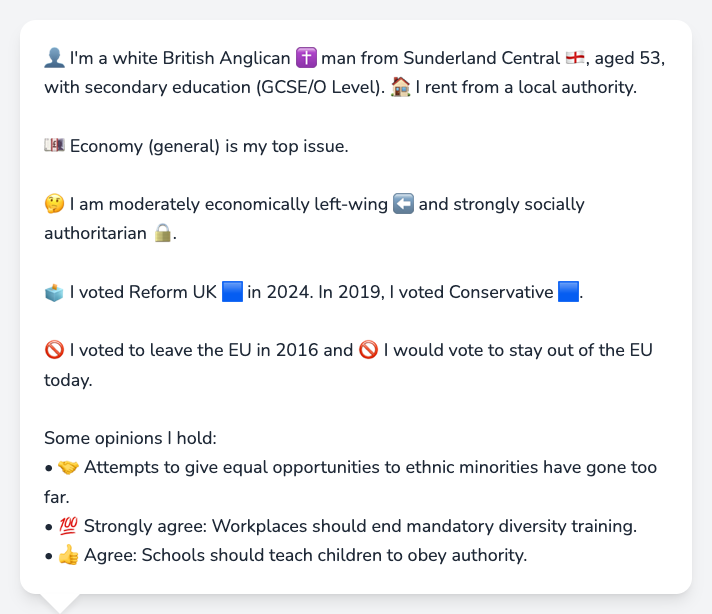 👤 I'm a white British Anglican ✝️ man from Sunderland Central 🏴󠁧󠁢󠁥󠁮󠁧󠁿, aged 53,
with secondary education (GCSE/O Level). 🏠 I rent from a local authority.
💷 Economy (general) is my top issue.
🤔 I am moderately economically left-wing ⬅️ and strongly socially
authoritarian 🔒.
🗳️ I voted Reform UK 🟦 in 2024. In 2019, I voted Conservative 🟦.
🚫 I voted to leave the EU in 2016 and 🚫 I would vote to stay out of the EU
today.
Some opinions I hold:
• 🤝 Attempts to give equal opportunities to ethnic minorities have gone too
far.
• 💯 Strongly agree: Workplaces should end mandatory diversity training.
• 👍 Agree: Schools should teach children to obey authority.